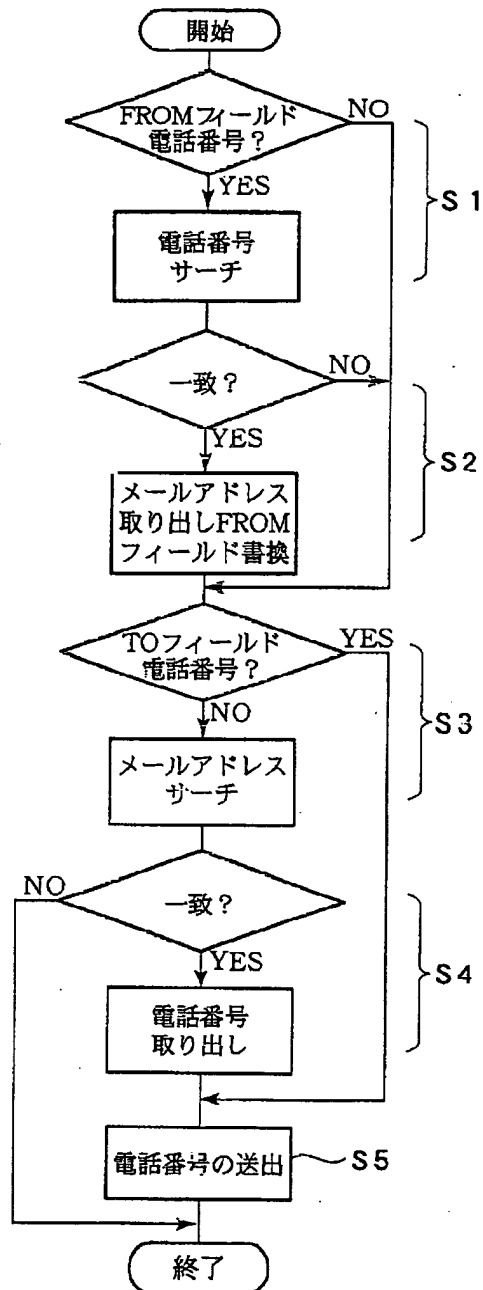 開始
FROMフィールド
電話番号？
NO
YES
S1
電話番号
サーチ
一致？
NO
YES
S2
メールアドレス
取り出しFROM
フィールド書換
TOフィールド
電話番号？
YES
NO
S3
メールアドレス
サーチ
NO
一致？
YES
S4
電話番号
取り出し
電話番号の送出
S5
終了